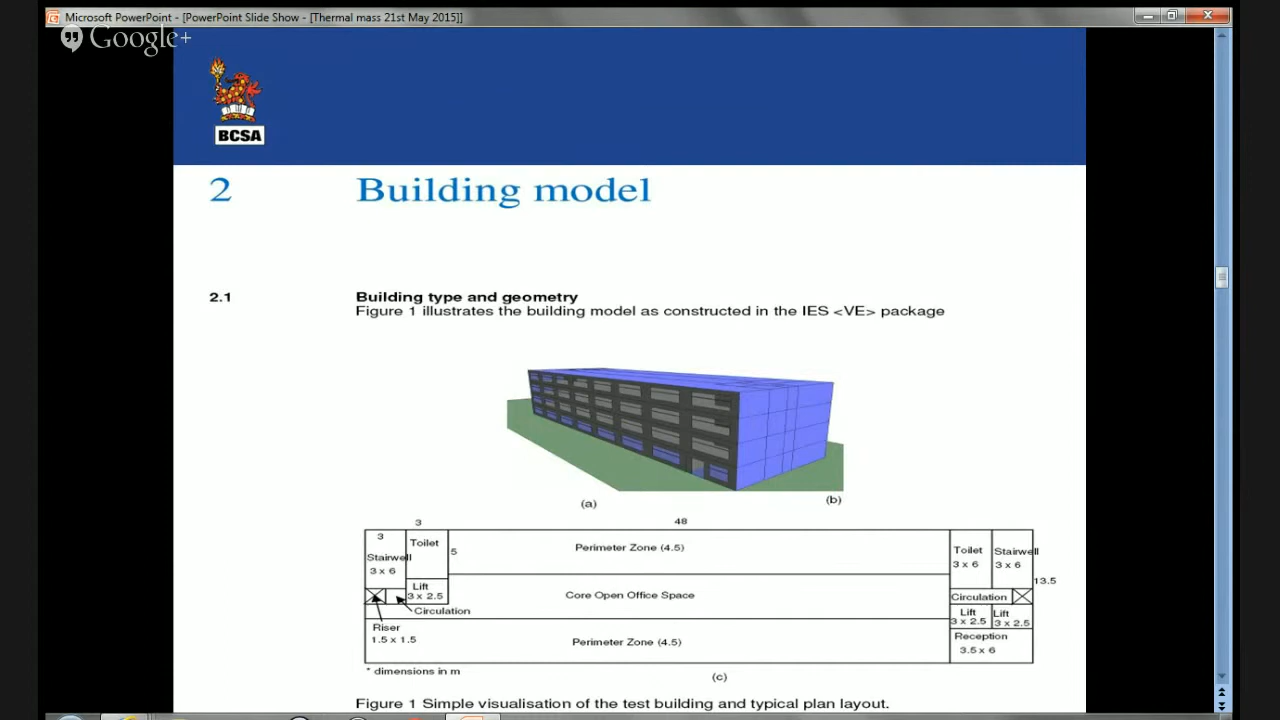 Microsoft PowerPoint - [PowerPoint Slide Show - [Thermal mass 21st May 2015]]
Google+
BCSA
2 Building model
2.1 Building type and geometry
Figure 1 illustrates the building model as constructed in the IES <VE> package
(a)
(b)
3
48
3
Toilet
Stairwell
3 x 6
5
Perimeter Zone (4.5)
Toilet
3 x 6
Stairwell
3 x 6
13.5
Lift
3 x 2.5
Core Open Office Space
Circulation
Circulation
Riser
1.5 x 1.5
Perimeter Zone (4.5)
Lift
3 x 2.5
Lift
3 x 2.5
Reception
3.5 x 6
* dimensions in m
(c)
Figure 1 Simple visualisation of the test building and typical plan layout.